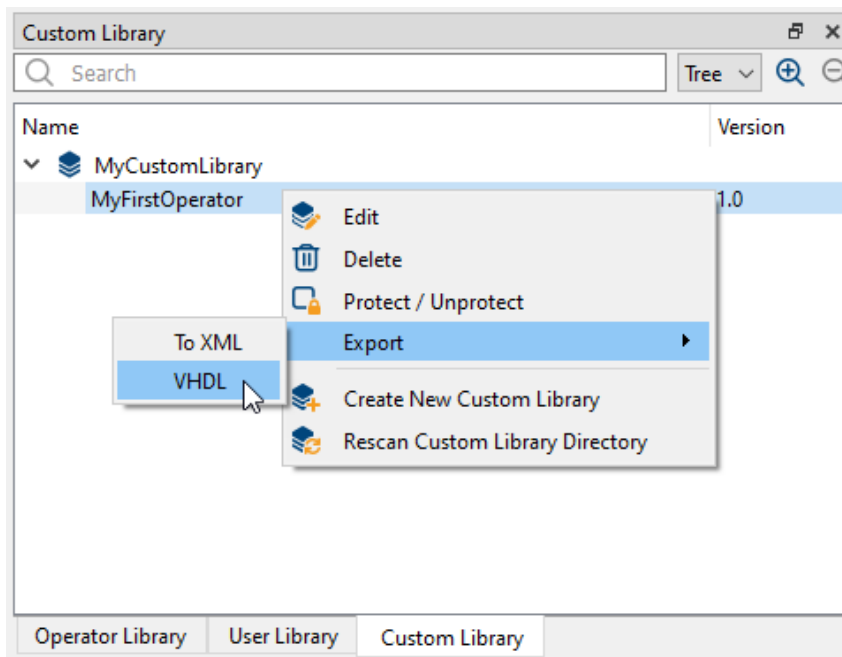 Custom Library
Search
Tree
Name Version
MyCustomLibrary
MyFirstOperator 1.0
Edit
Delete
Protect / Unprotect
To XML Export
VHDL
Create New Custom Library
Rescan Custom Library Directory
Operator Library User Library Custom Library